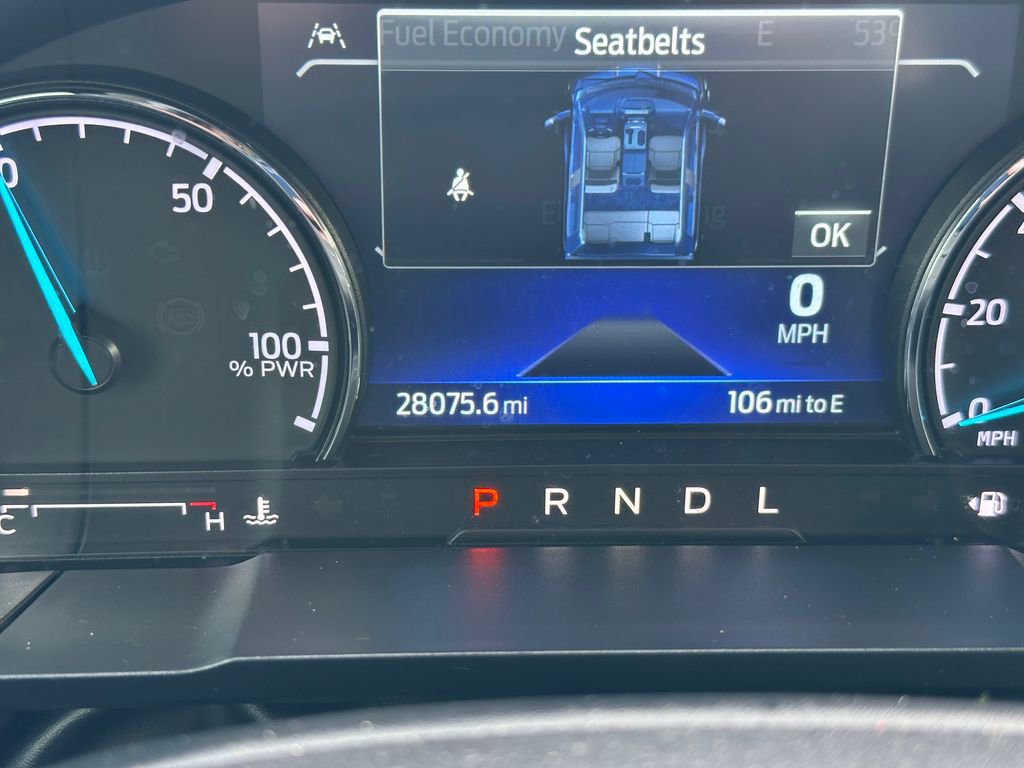 Fuel Economy E 53°
Seatbelts
0
50
OK
0
MPH
20
100
% PWR
28075.6 mi 106 mi to E
0
MPH
P R N D L
C H